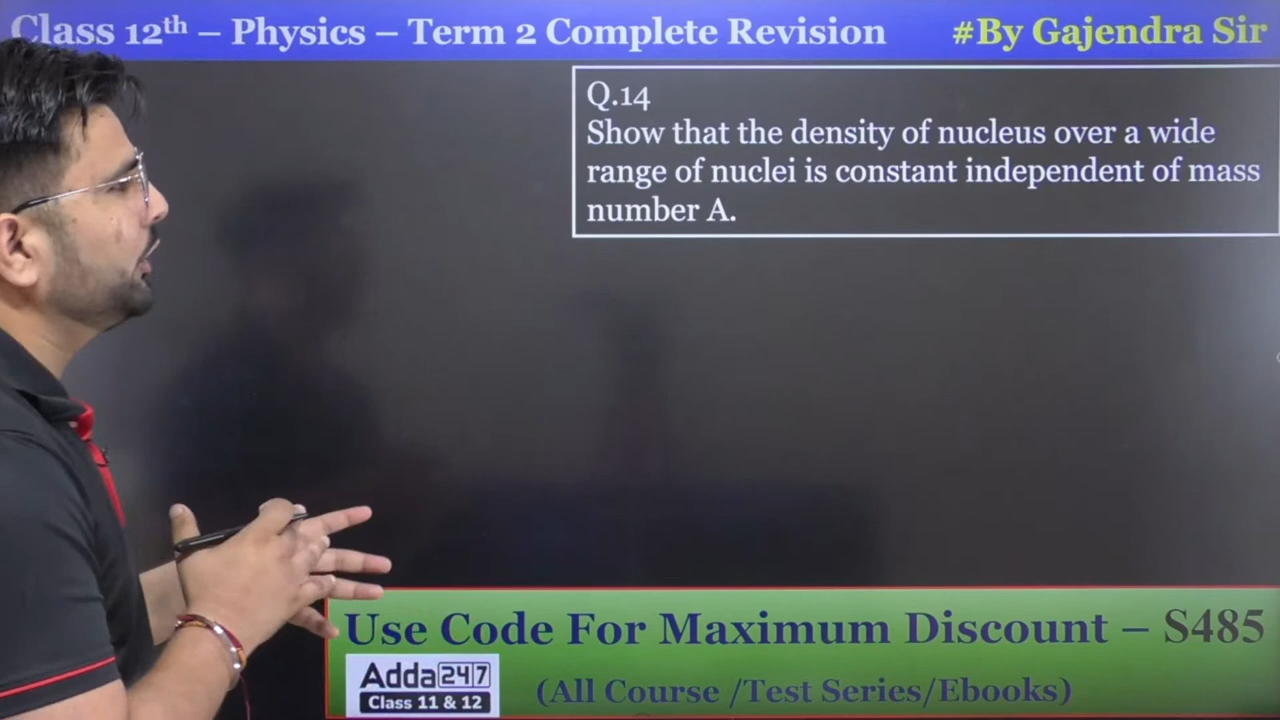 Class 12th – Physics – Term 2 Complete Revision #By Gajendra Sir
Q.14
Show that the density of nucleus over a wide
range of nuclei is constant independent of mass
number A.
Use Code For Maximum Discount – S485
Adda247
Class 11 & 12
(All Course /Test Series/Ebooks)